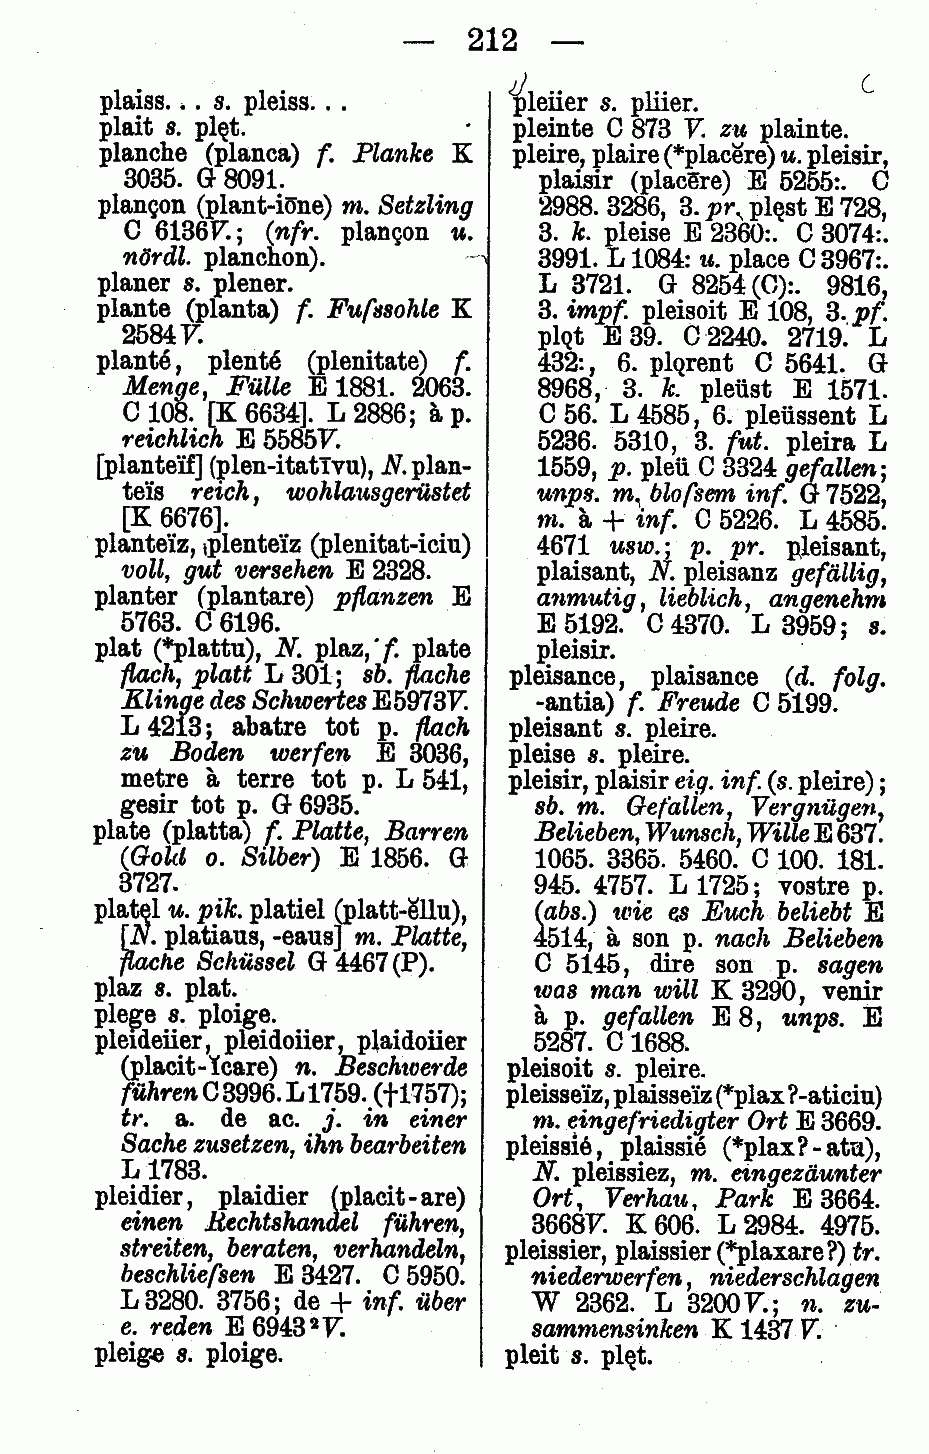 — 212 —
plaiss. . . s. pleiss. . .
plait s. plęt.
planche (planca) f. Planke K
3035. G 8091.
plançon (plant-iōne) m. Setzling
C 6136V.; (nfr. plançon u.
nördl. planchon).
planer s. plener.
plante (planta) f. Fuſssohle K
2584 V.
planté, plenté (plenitate) f.
Menge, Fülle E 1881. 2063.
C 108. [K 6634]. L 2886; à p.
reichlich E 5585V.
[planteïf] (plen-itatīvu), N. plan-
teïs reich, wohlausgerüstet
[K 6676].
planteïz, plenteïz (plenitat-iciu)
voll, gut versehen E 2328.
planter (plantare) pflanzen E
5763. C 6196.
plat (*plattu), N. plaz, f. plate
flach, platt L 301; sb. flache
Klinge des Schwertes E 5973V.
L 4213; abatre tot p. flach
zu Boden werfen E 3036,
metre à terre tot p. L 541,
gesir tot p. G 6935.
plate (platta) f. Platte, Barren
(Gold o. Silber) E 1856. G
3727.
platęl u. pik. platiel (platt-ĕllu),
[N. platiaus, -eaus] m. Platte,
flache Schüssel G 4467 (P).
plaz s. plat.
plege s. ploige.
pleideiier, pleidoiier, plaidoiier
(placit-ĭcare) n. Beschwerde
führen C 3996. L 1759. (†1757);
tr. a. de ac. j. in einer
Sache zusetzen, ihn bearbeiten
L 1783.
pleidier, plaidier (placit-are)
einen Rechtshandel führen,
streiten, beraten, verhandeln,
beschlieſsen E 3427. C 5950.
L 3280. 3756; de + inf. über
e. reden E 6943² V.
pleige s. ploige.
pleiier s. pliier.
pleinte C 873 V. zu plainte.
pleire, plaire (*placĕre) u. pleisir,
plaisir (placēre) E 5255:. C
2988. 3286, 3. pr. plęst E 728,
3. k. pleise E 2360:. C 3074:.
3991. L 1084: u. place C 3967:.
L 3721. G 8254 (C):. 9816,
3. impf. pleisoit E 108, 3. pf.
plǫt E 39. C 2240. 2719. L
432:, 6. plǫrent C 5641. G
8968, 3. k. pleüst E 1571.
C 56. L 4585, 6. pleüssent L
5236. 5310, 3. fut. pleira L
1559, p. pleü C 3324 gefallen;
unps. m. bloſsem inf. G 7522,
m. à + inf. C 5226. L 4585.
4671 usw.; p. pr. pleisant,
plaisant, N. pleisanz gefällig,
anmutig, lieblich, angenehm
E 5192. C 4370. L 3959; s.
pleisir.
pleisance, plaisance (d. folg.
-antia) f. Freude C 5199.
pleisant s. pleire.
pleise s. pleire.
pleisir, plaisir eig. inf. (s. pleire);
sb. m. Gefallen, Vergnügen,
Belieben, Wunsch, Wille E 637.
1065. 3365. 5460. C 100. 181.
945. 4757. L 1725; vostre p.
(abs.) wie es Euch beliebt E
4514, à son p. nach Belieben
C 5145, dire son p. sagen
was man will K 3290, venir
à p. gefallen E 8, unps. E
5287. C 1688.
pleisoit s. pleire.
pleisseïz, plaisseïz (*plax?-aticiu)
m. eingefriedigter Ort E 3669.
pleissié, plaissié (*plax?-atu),
N. pleissiez, m. eingezäunter
Ort, Verhau, Park E 3664.
3668V. K 606. L 2984. 4975.
pleissier, plaissier (*plaxare?) tr.
niederwerfen, niederschlagen
W 2362. L 3200V.; n. zu-
sammensinken K 1437 V.
pleit s. plęt.